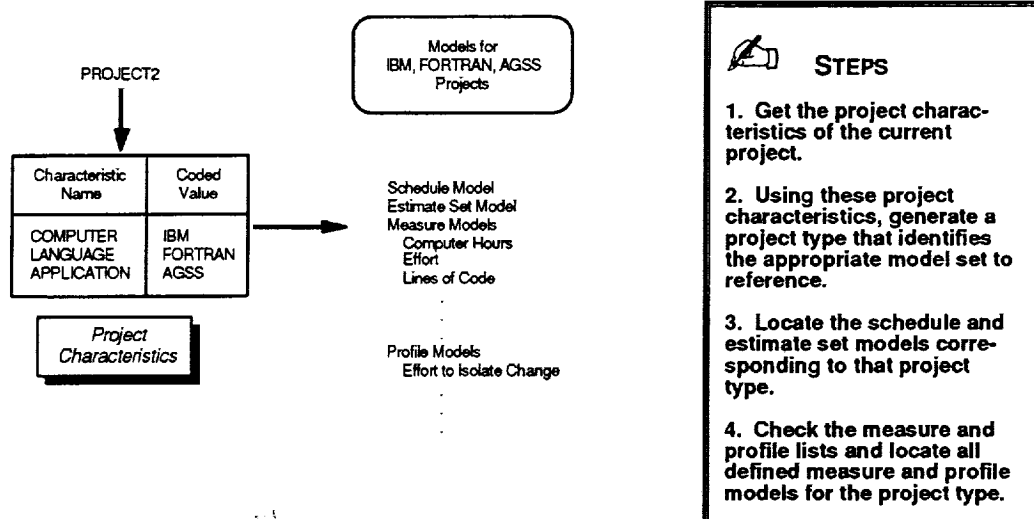 PROJECT2
Characteristic Name
Coded Value
COMPUTER
LANGUAGE
APPLICATION
IBM
FORTRAN
AGSS
Project
Characteristics
Models for
IBM, FORTRAN, AGSS
Projects
Schedule Model
Estimate Set Model
Measure Models
Computer Hours
Effort
Lines of Code
.
.
.
Profile Models
Effort to Isolate Change
.
.
.
STEPS
1. Get the project charac-
teristics of the current
project.
2. Using these project
characteristics, generate a
project type that identifies
the appropriate model set to
reference.
3. Locate the schedule and
estimate set models corre-
sponding to that project
type.
4. Check the measure and
profile lists and locate all
defined measure and profile
models for the project type.